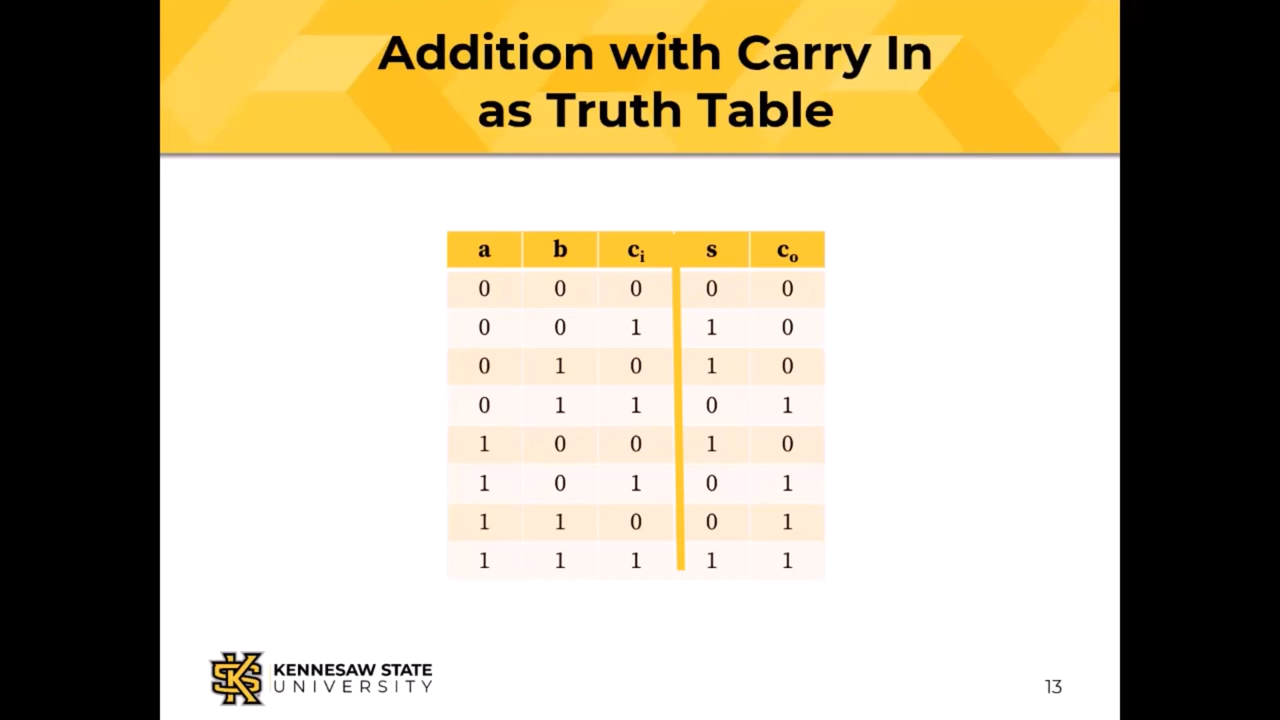 Addition with Carry In
as Truth Table
a b cᵢ s cₒ
0 0 0 0 0
0 0 1 1 0
0 1 0 1 0
0 1 1 0 1
1 0 0 1 0
1 0 1 0 1
1 1 0 0 1
1 1 1 1 1
KENNESAW STATE
UNIVERSITY
13